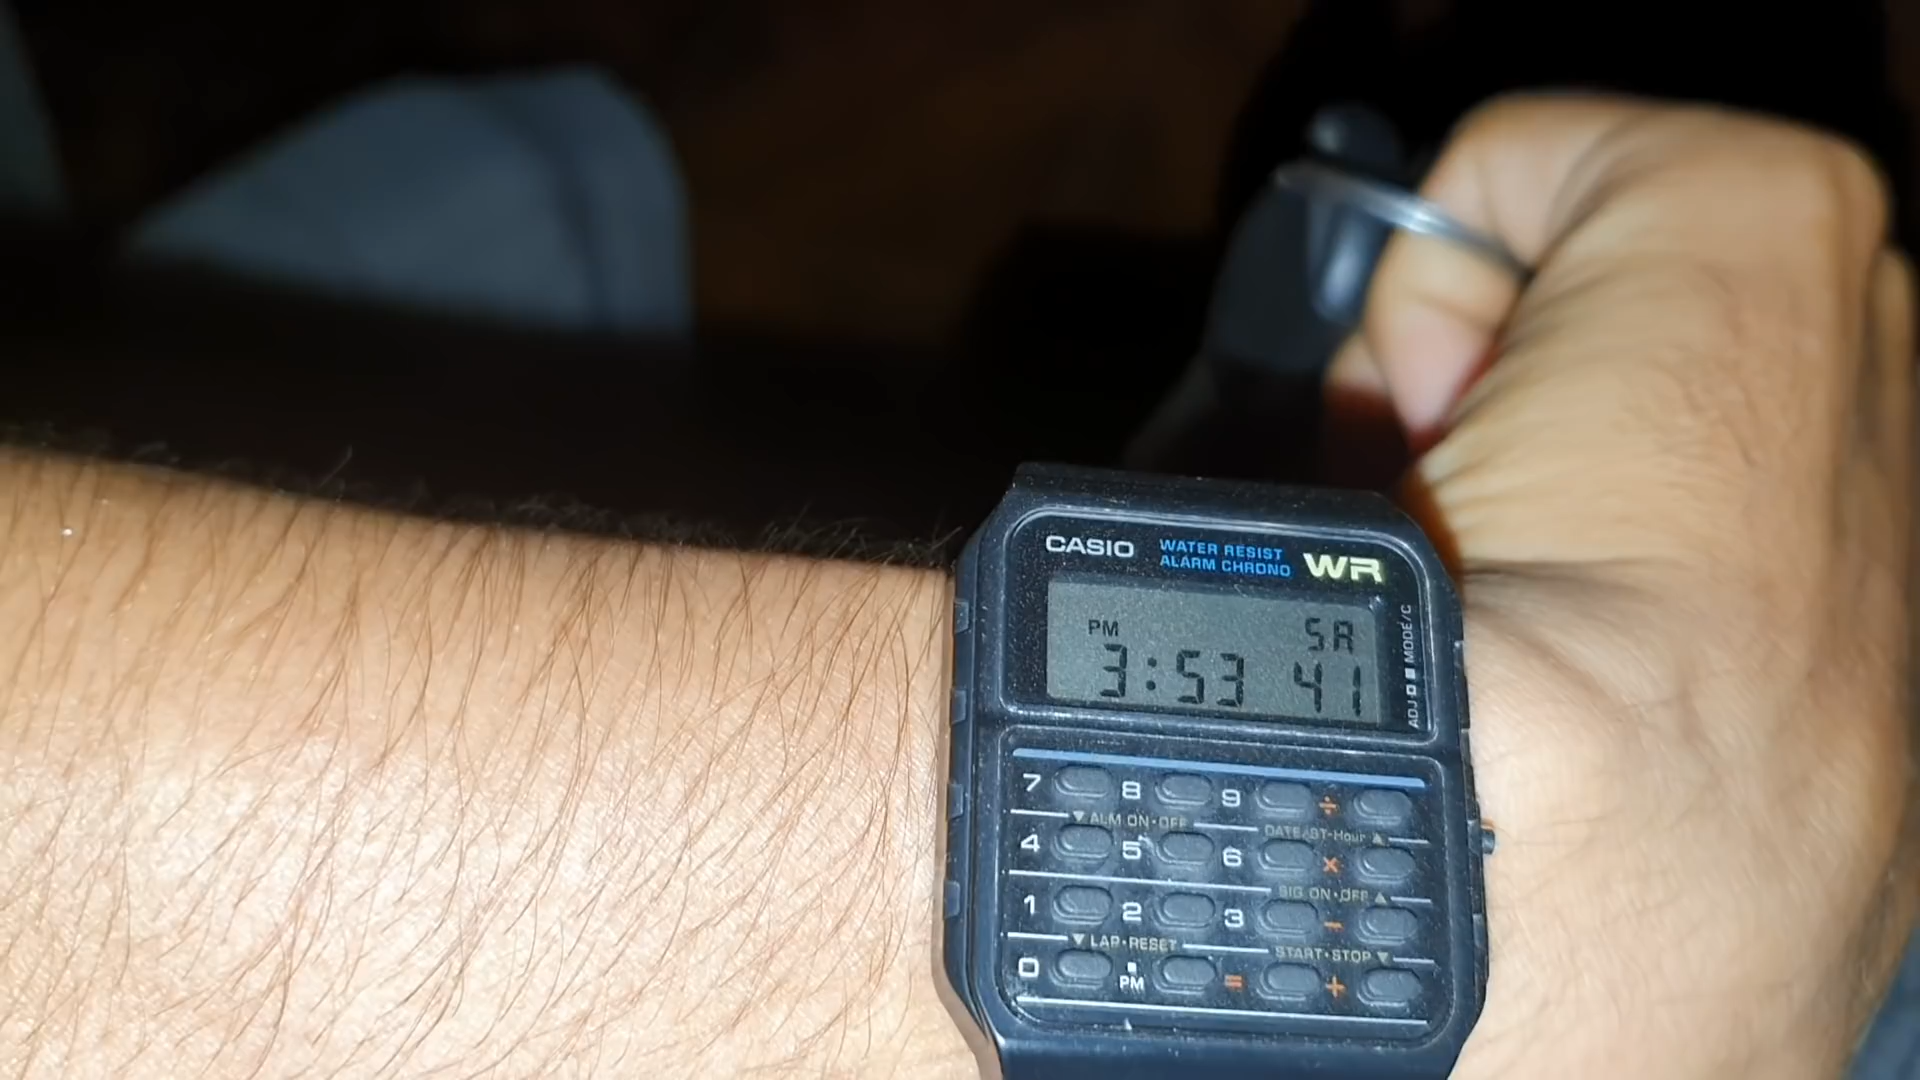 CASIO WATER RESIST WR
ALARM CHRONO
PM SA
3:53 41
ADJ MODE/C
7 8 9 ÷
▼ ALM ON•OFF DATE/ST-Hour ▲
4 5 6 ×
SIG ON•OFF ▲
1 2 3 −
▼ LAP•RESET START•STOP ▼
0 . = +
PM